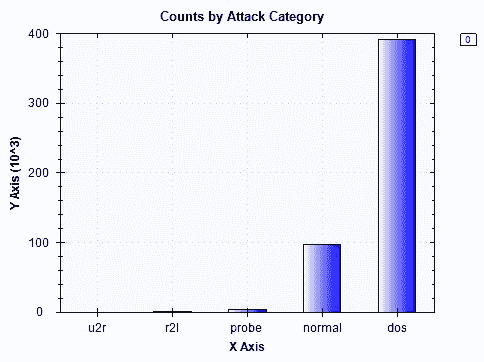 Counts by Attack Category
0
400
300
200
100
0
Y Axis (10^3)
u2r r2l probe normal dos
X Axis